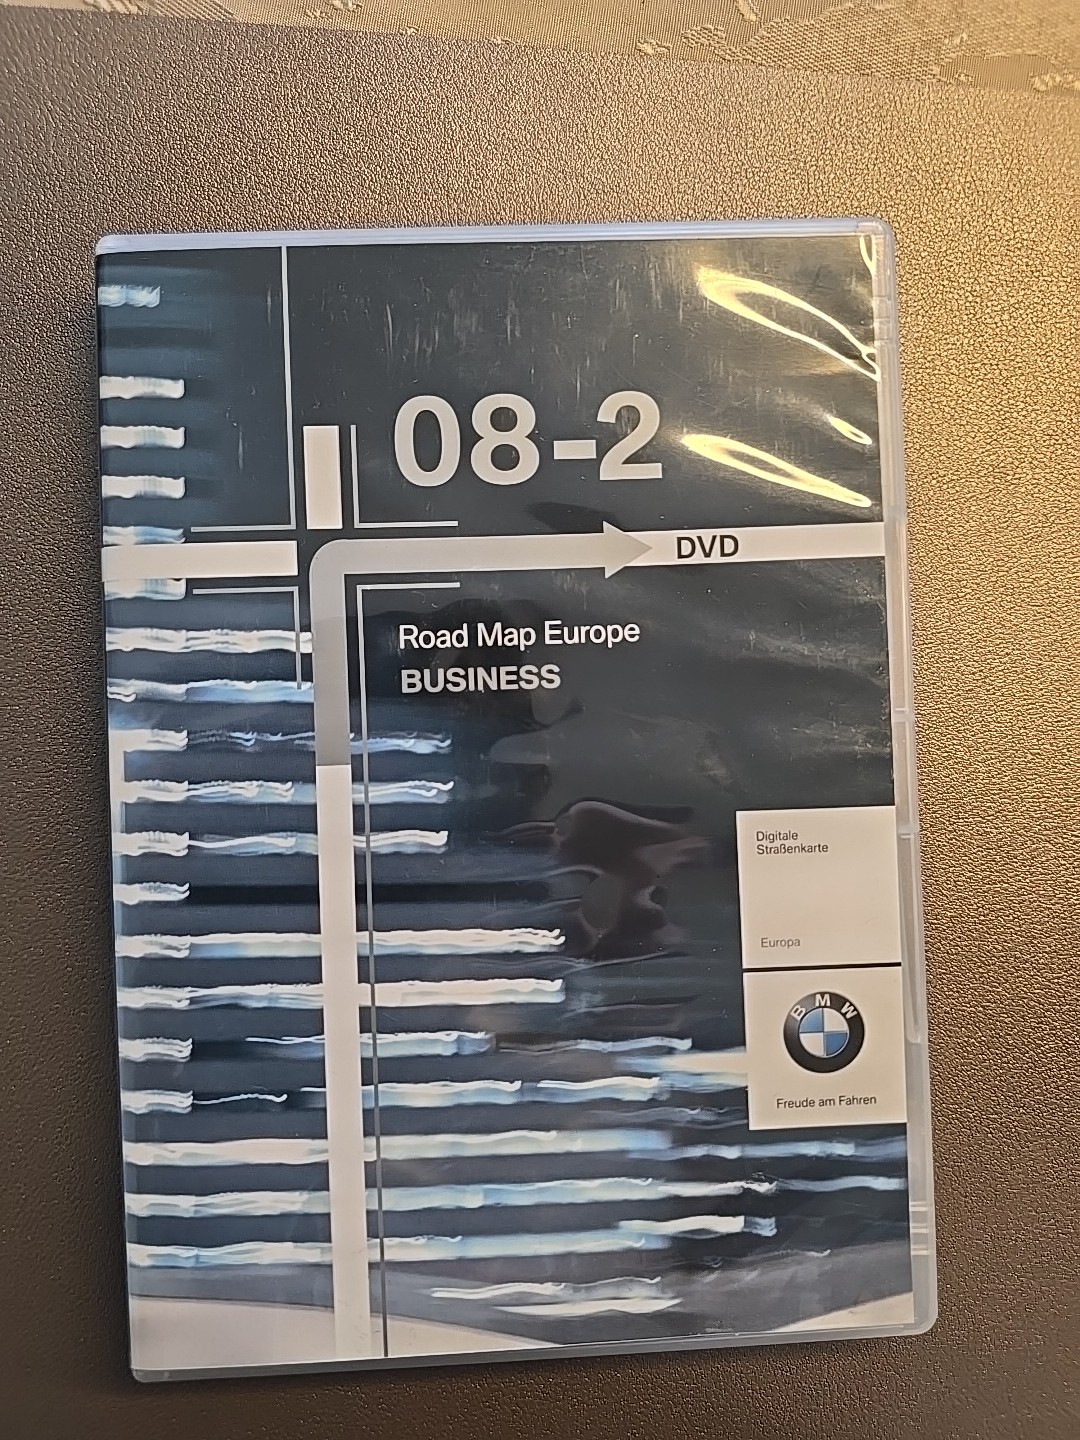 08-2
DVD
Road Map Europe
BUSINESS
Digitale
Straßenkarte
Europa
BMW
Freude am Fahren